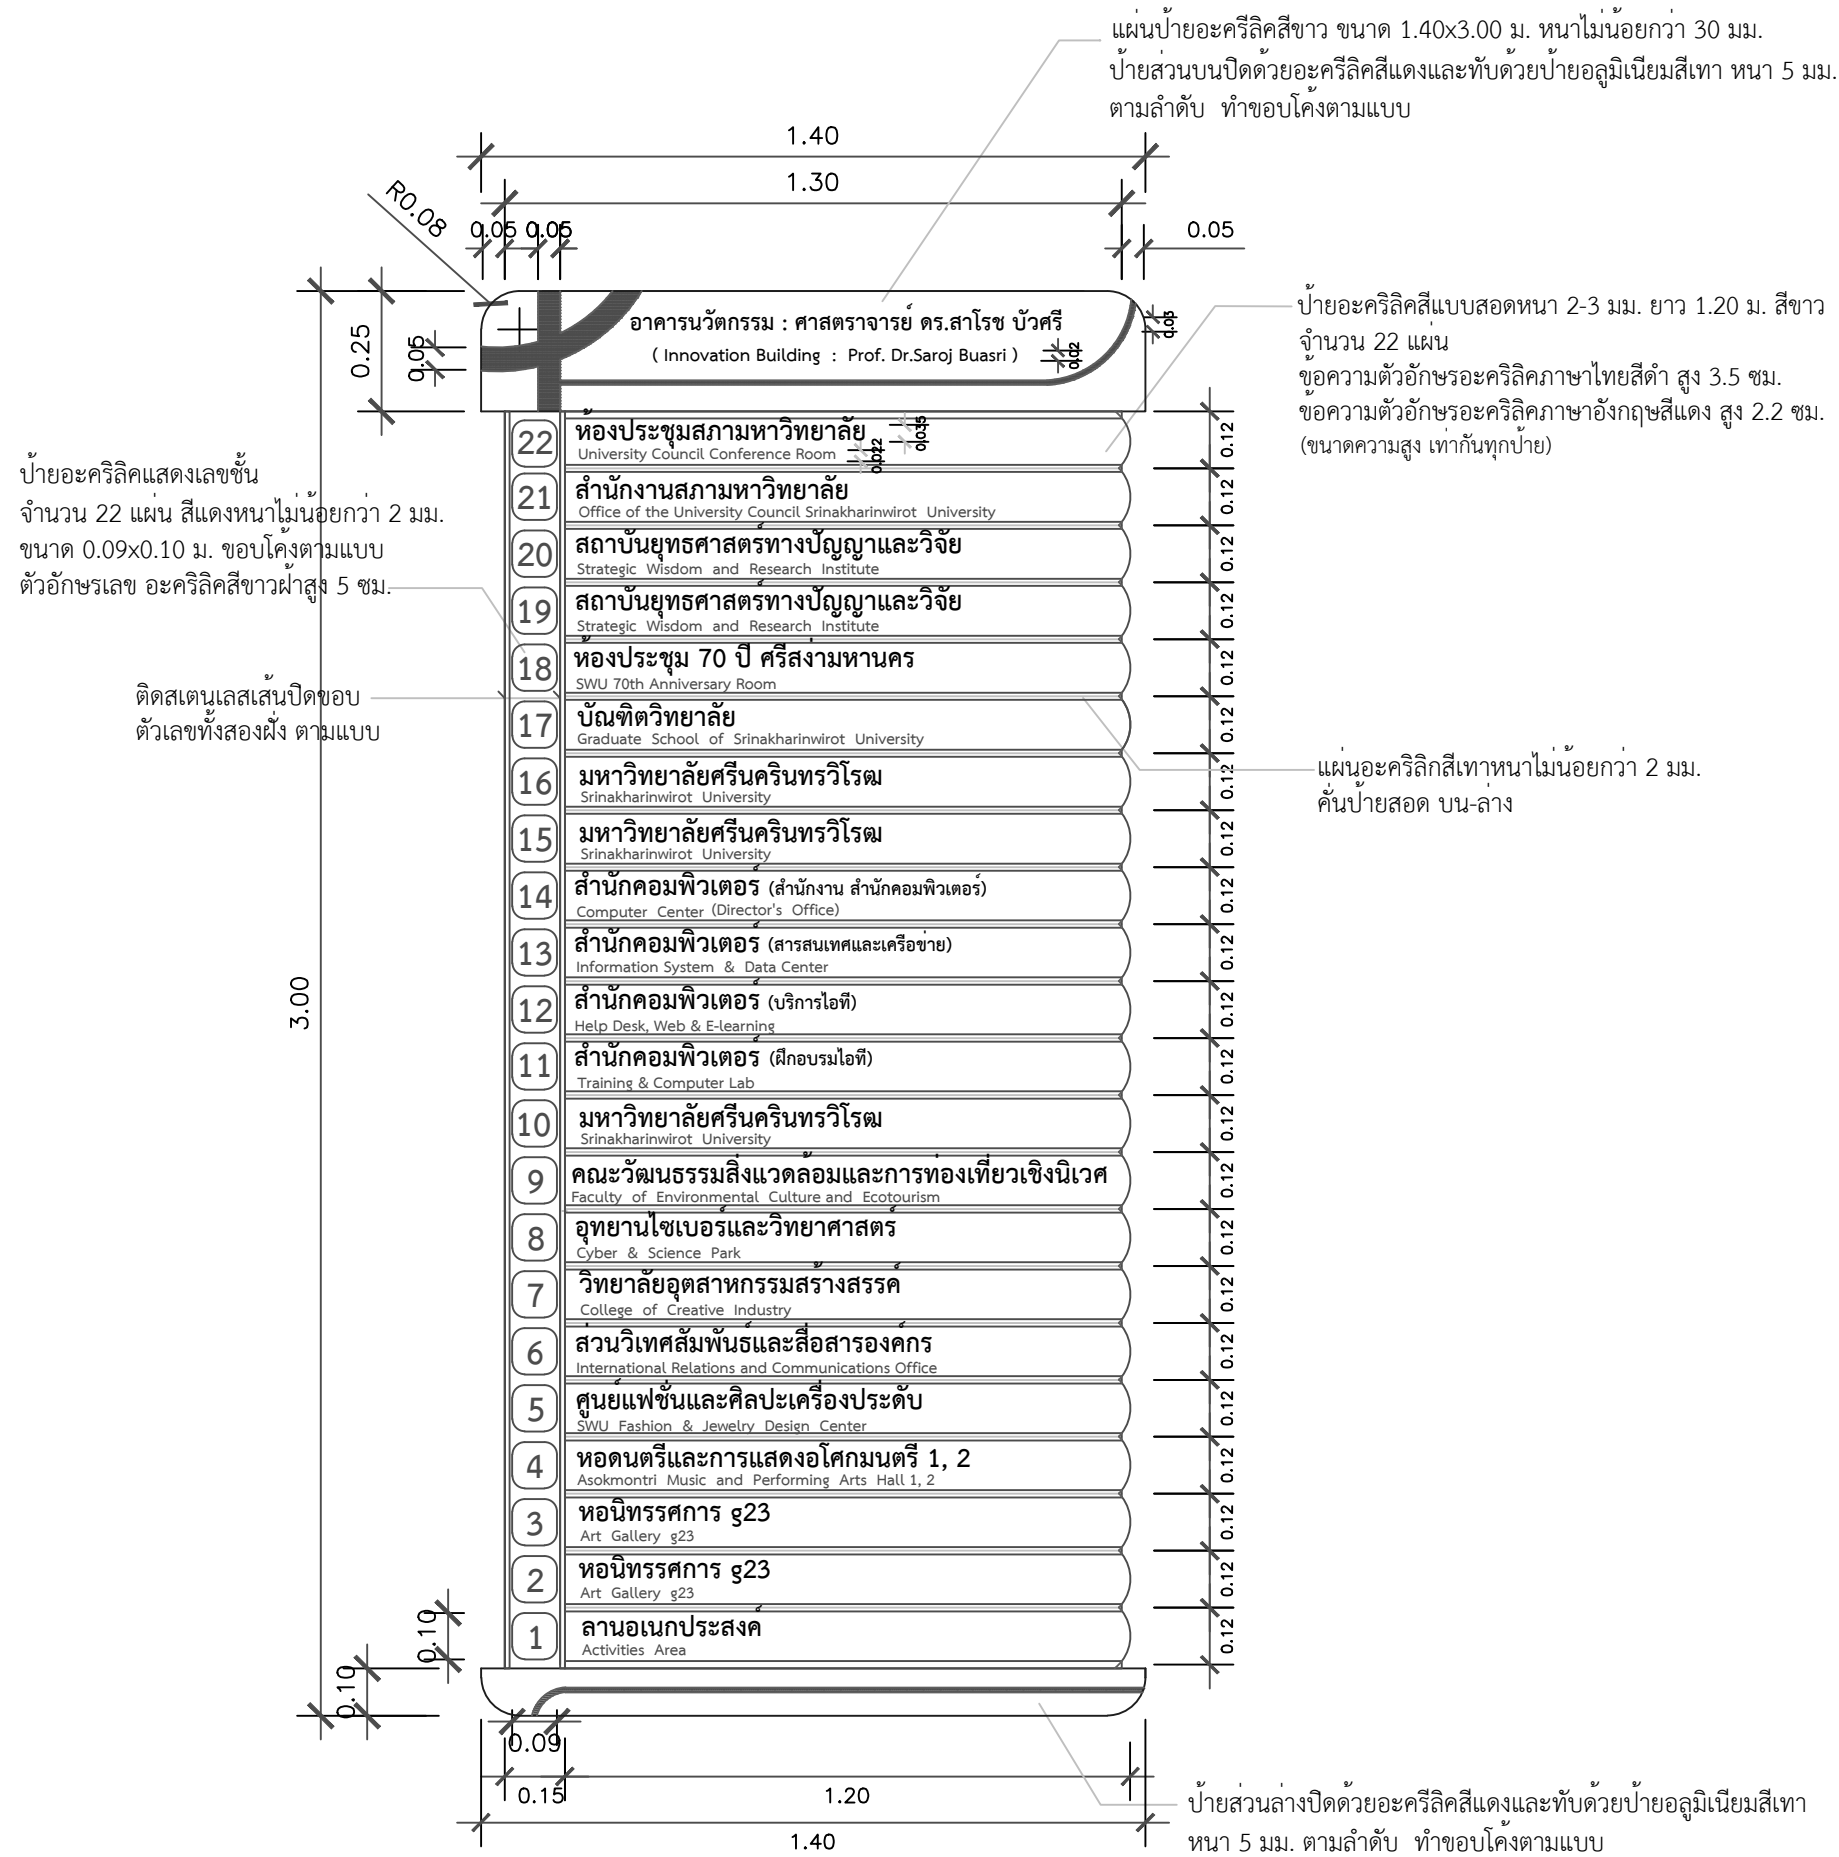 แผ่นป้ายอะครีลิคสีขาว ขนาด 1.40x3.00 ม. หนาไม่น้อยกว่า 30 มม.
ป้ายส่วนบนปิดด้วยอะครีลิคสีแดงและทับด้วยป้ายอลูมิเนียมสีเทา หนา 5 มม.
ตามลำดับ ทำขอบโค้งตามแบบ
1.40
1.30
R0.08
0.05
0.05
0.05
0.25
0.05
อาคารนวัตกรรม : ศาสตราจารย์ ดร.สาโรช บัวศรี
( Innovation Building : Prof. Dr.Saroj Buasri )
0.02
0.03
ป้ายอะคริลิคสีแบบสอดหนา 2-3 มม. ยาว 1.20 ม. สีขาว
จำนวน 22 แผ่น
ข้อความตัวอักษรอะคริลิคภาษาไทยสีดำ สูง 3.5 ซม.
ข้อความตัวอักษรอะคริลิคภาษาอังกฤษสีแดง สูง 2.2 ซม.
(ขนาดความสูง เท่ากันทุกป้าย)
ป้ายอะคริลิคแสดงเลขชั้น
จำนวน 22 แผ่น สีแดงหนาไม่น้อยกว่า 2 มม.
ขนาด 0.09x0.10 ม. ขอบโค้งตามแบบ
ตัวอักษรเลข อะคริลิคสีขาวฝ้าสูง 5 ซม.
ติดสเตนเลสเส้นปิดขอบ
ตัวเลขทั้งสองฝั่ง ตามแบบ
แผ่นอะคริลิกสีเทาหนาไม่น้อยกว่า 2 มม.
คั่นป้ายสอด บน-ล่าง
3.00
22 ห้องประชุมสภามหาวิทยาลัย 0.035 0.12
University Council Conference Room 0.022
21 สำนักงานสภามหาวิทยาลัย 0.12
Office of the University Council Srinakharinwirot University
20 สถาบันยุทธศาสตร์ทางปัญญาและวิจัย 0.12
Strategic Wisdom and Research Institute
19 สถาบันยุทธศาสตร์ทางปัญญาและวิจัย 0.12
Strategic Wisdom and Research Institute
18 ห้องประชุม 70 ปี ศรีสง่ามหานคร 0.12
SWU 70th Anniversary Room
17 บัณฑิตวิทยาลัย 0.12
Graduate School of Srinakharinwirot University
16 มหาวิทยาลัยศรีนครินทรวิโรฒ 0.12
Srinakharinwirot University
15 มหาวิทยาลัยศรีนครินทรวิโรฒ 0.12
Srinakharinwirot University
14 สำนักคอมพิวเตอร์ (สำนักงาน สำนักคอมพิวเตอร์) 0.12
Computer Center (Director's Office)
13 สำนักคอมพิวเตอร์ (สารสนเทศและเครือข่าย) 0.12
Information System & Data Center
12 สำนักคอมพิวเตอร์ (บริการไอที) 0.12
Help Desk, Web & E-learning
11 สำนักคอมพิวเตอร์ (ฝึกอบรมไอที) 0.12
Training & Computer Lab
10 มหาวิทยาลัยศรีนครินทรวิโรฒ 0.12
Srinakharinwirot University
9 คณะวัฒนธรรมสิ่งแวดล้อมและการท่องเที่ยวเชิงนิเวศ 0.12
Faculty of Environmental Culture and Ecotourism
8 อุทยานไซเบอร์และวิทยาศาสตร์ 0.12
Cyber & Science Park
7 วิทยาลัยอุตสาหกรรมสร้างสรรค์ 0.12
College of Creative Industry
6 ส่วนวิเทศสัมพันธ์และสื่อสารองค์กร 0.12
International Relations and Communications Office
5 ศูนย์แฟชั่นและศิลปะเครื่องประดับ 0.12
SWU Fashion & Jewelry Design Center
4 หอดนตรีและการแสดงอโศกมนตรี 1, 2 0.12
Asokmontri Music and Performing Arts Hall 1, 2
3 หอนิทรรศการ g23 0.12
Art Gallery g23
2 หอนิทรรศการ g23 0.12
Art Gallery g23
1 ลานอเนกประสงค์ 0.12
Activities Area
0.10
0.10
0.09
0.15
1.20
1.40
ป้ายส่วนล่างปิดด้วยอะครีลิคสีแดงและทับด้วยป้ายอลูมิเนียมสีเทา
หนา 5 มม. ตามลำดับ ทำขอบโค้งตามแบบ